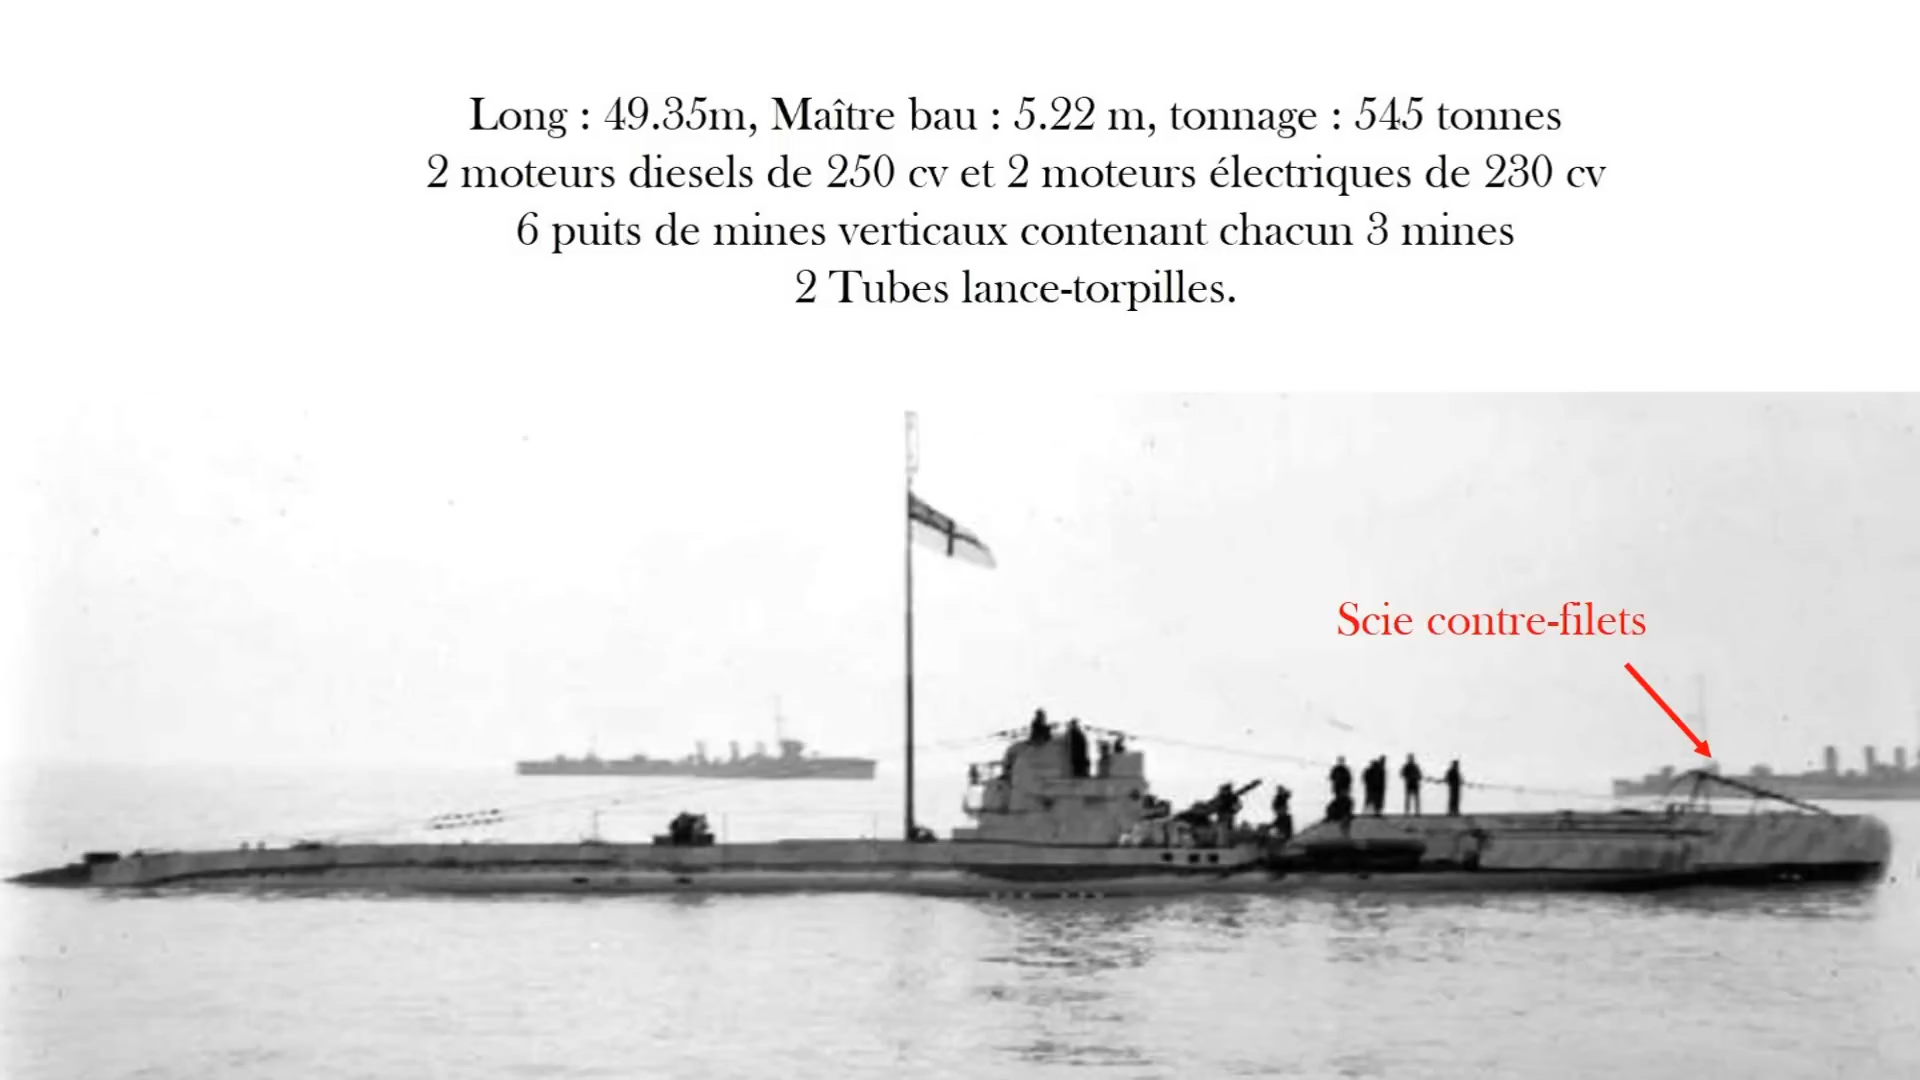 Long : 49.35m, Maître bau : 5.22 m, tonnage : 545 tonnes
2 moteurs diesels de 250 cv et 2 moteurs électriques de 230 cv
6 puits de mines verticaux contenant chacun 3 mines
2 Tubes lance-torpilles.
Scie contre-filets